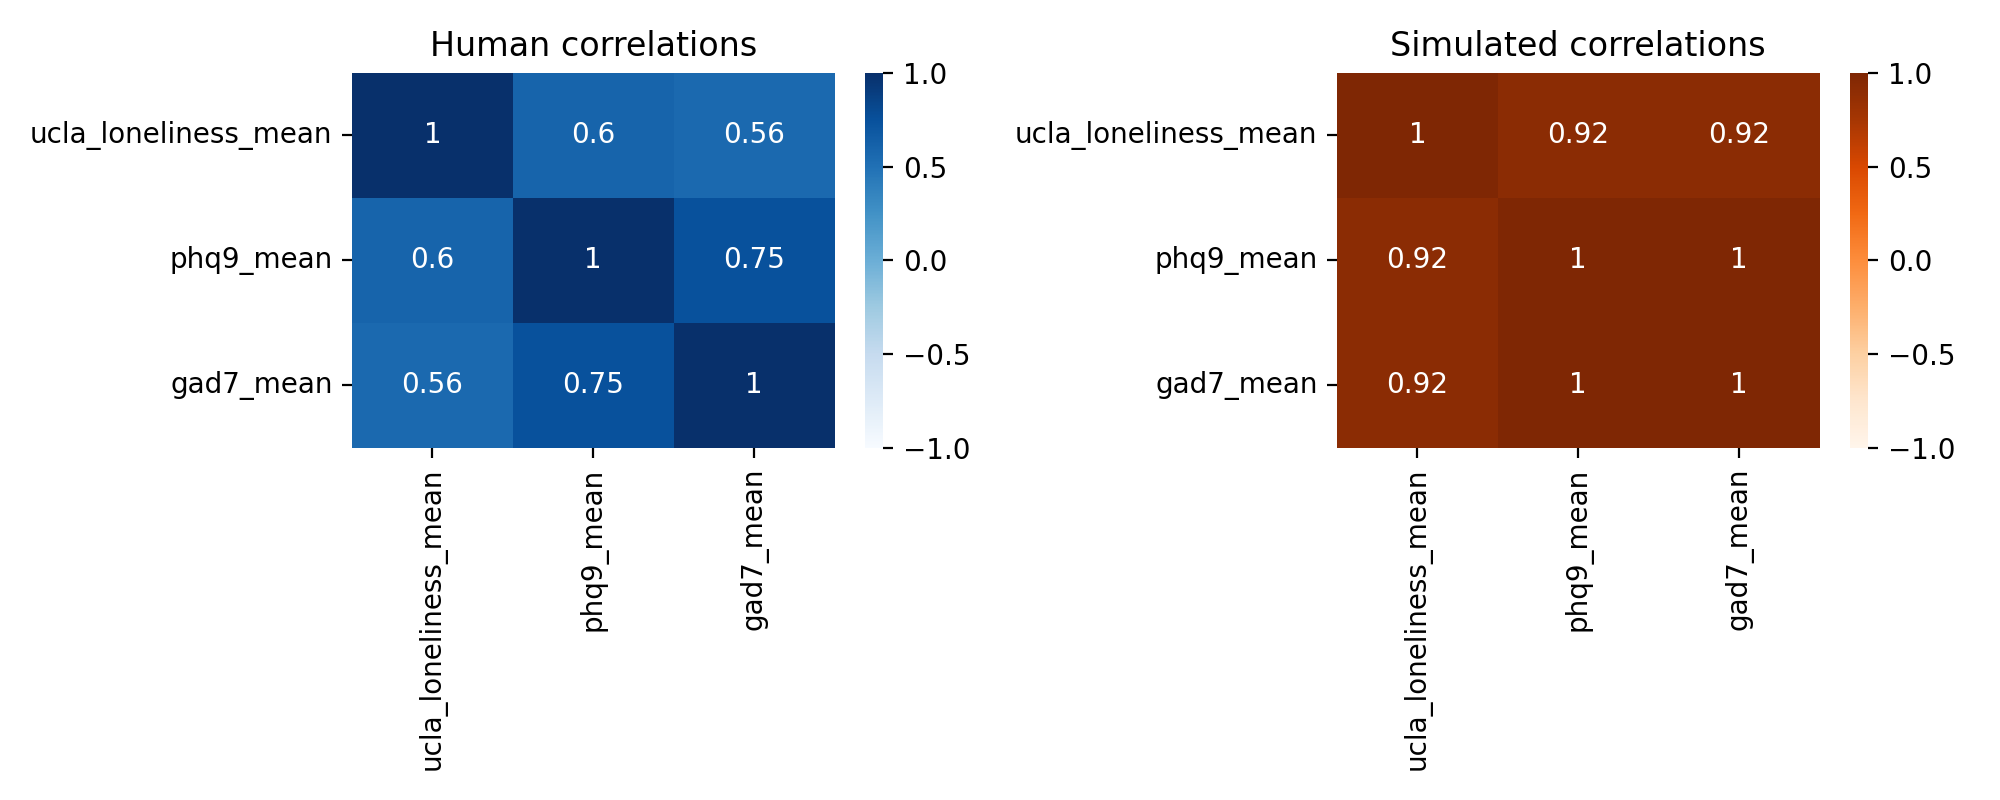 Human correlations
ucla_loneliness_mean
phq9_mean
gad7_mean
1 0.6 0.56
0.6 1 0.75
0.56 0.75 1
1.0
0.5
0.0
−0.5
−1.0
ucla_loneliness_mean
phq9_mean
gad7_mean
Simulated correlations
ucla_loneliness_mean
phq9_mean
gad7_mean
1 0.92 0.92
0.92 1 1
0.92 1 1
1.0
0.5
0.0
−0.5
−1.0
ucla_loneliness_mean
phq9_mean
gad7_mean